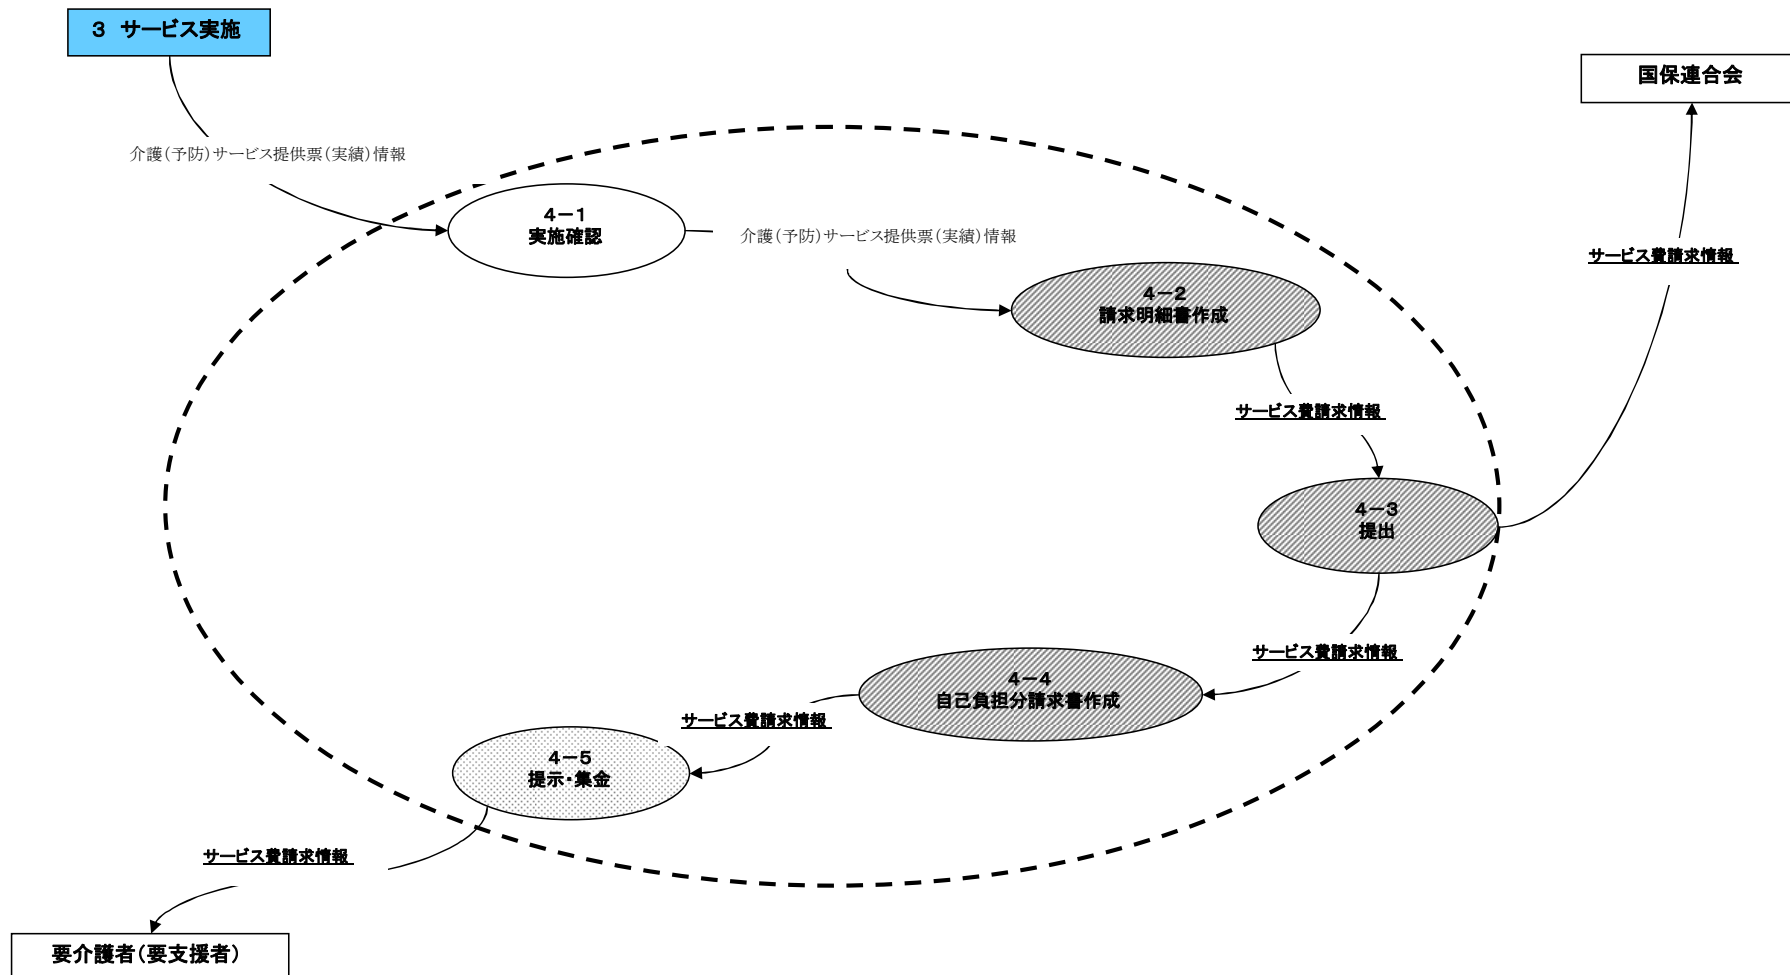 3 サービス実施
国保連合会
介護(予防)サービス提供票(実績)情報
4-1
実施確認
介護(予防)サービス提供票(実績)情報
サービス費請求情報
4-2
請求明細書作成
サービス費請求情報
4-3
提出
サービス費請求情報
4-4
自己負担分請求書作成
サービス費請求情報
4-5
提示・集金
サービス費請求情報
要介護者(要支援者)